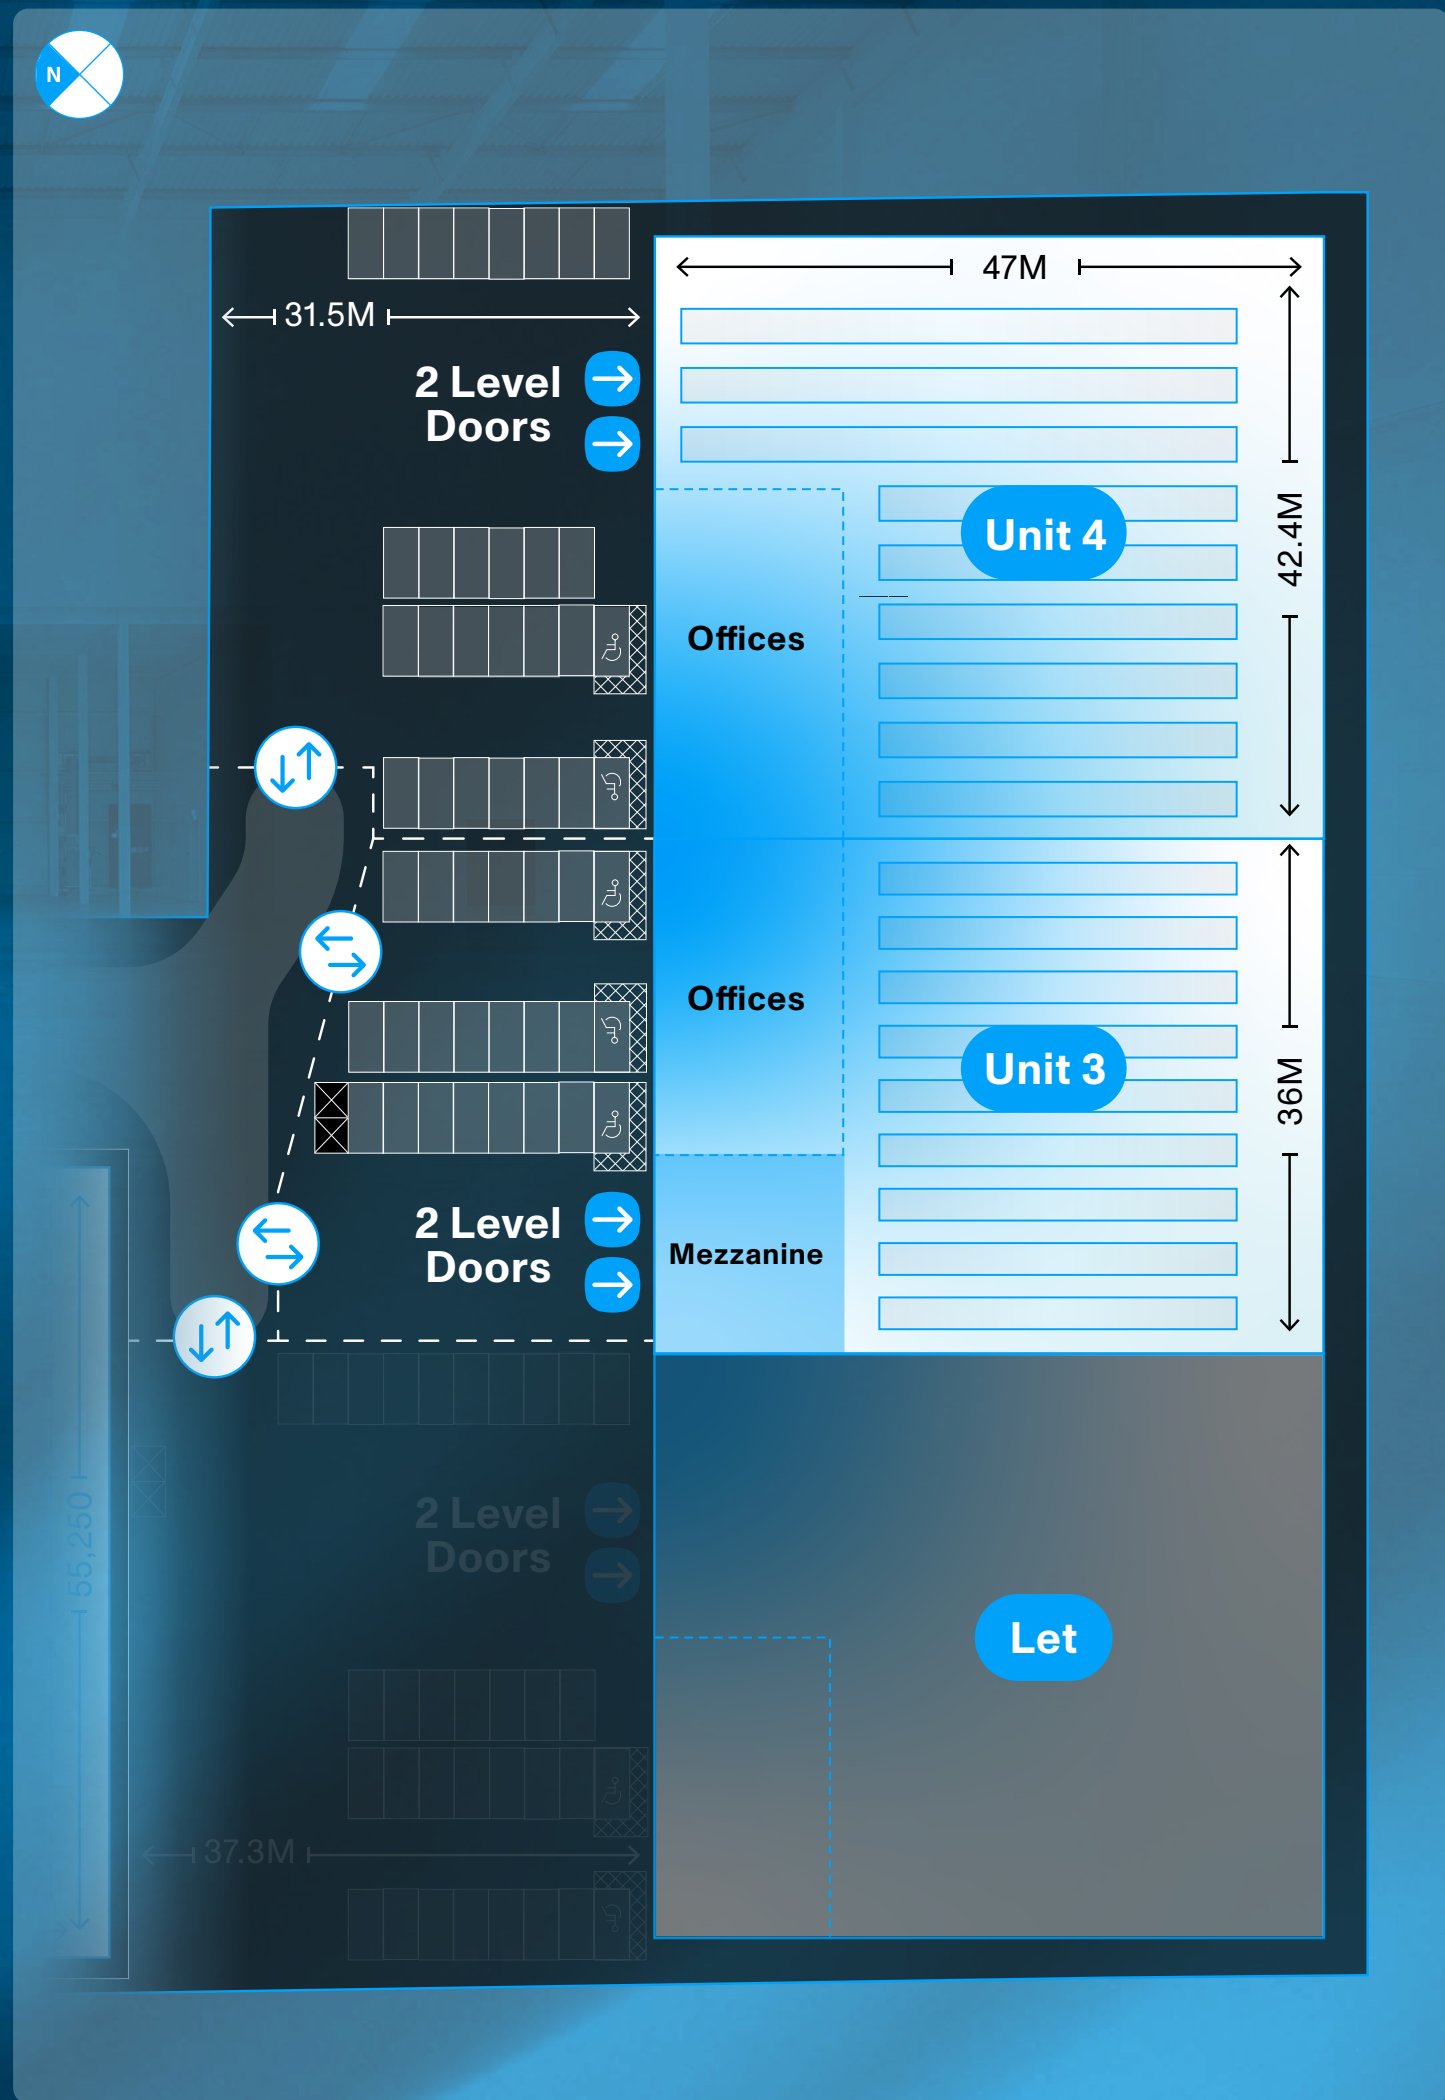 N
47M
31.5M
2 Level
Doors
42.4M
Unit 4
Offices
Offices
Unit 3
36M
2 Level
Doors
Mezzanine
2 Level
Doors
55,250
Let
37.3M